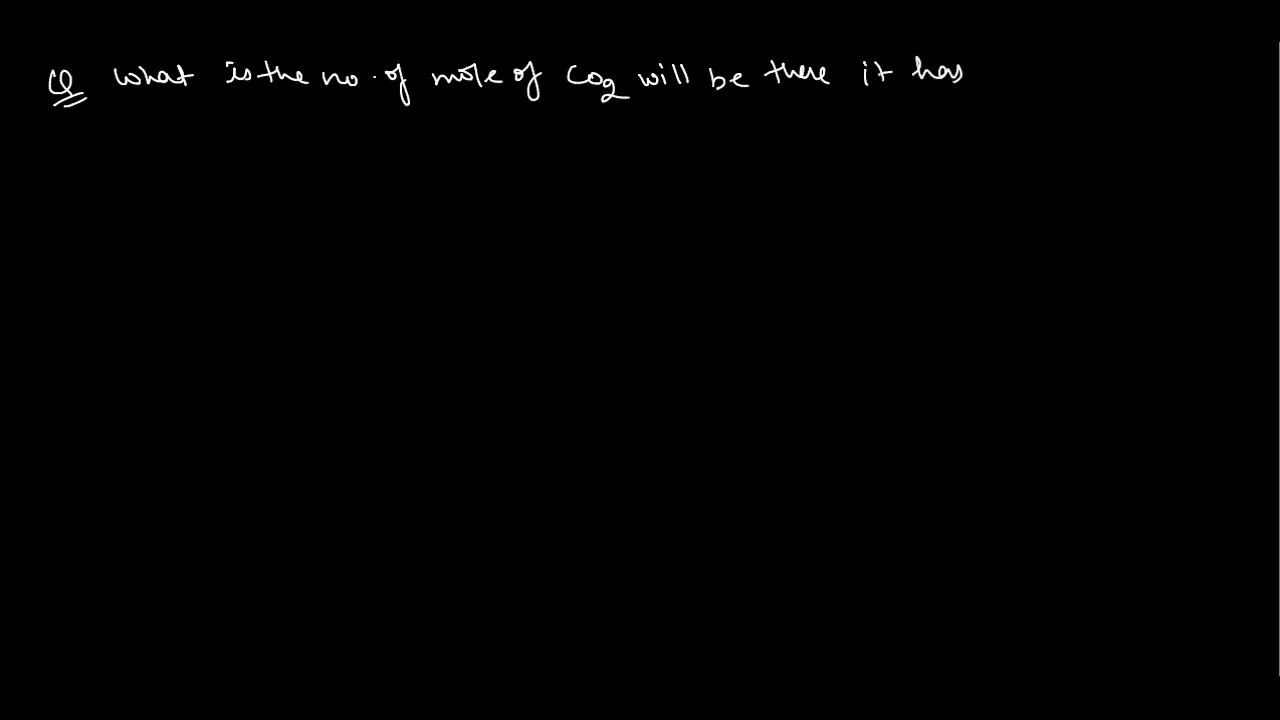 Q what is the no. of mole of CO2 will be there it has